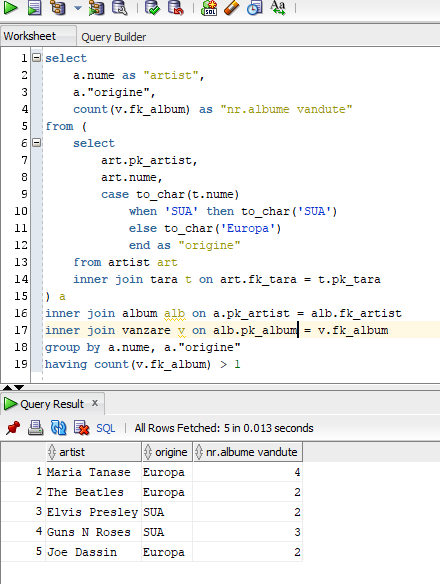 SQL
Aa
Worksheet Query Builder
1 select
2 a.nume as "artist",
3 a."origine",
4 count(v.fk_album) as "nr.albume vandute"
5 from (
6 select
7 art.pk_artist,
8 art.nume,
9 case to_char(t.nume)
10 when 'SUA' then to_char('SUA')
11 else to_char('Europa')
12 end as "origine"
13 from artist art
14 inner join tara t on art.fk_tara = t.pk_tara
15 ) a
16 inner join album alb on a.pk_artist = alb.fk_artist
17 inner join vanzare v on alb.pk_album = v.fk_album
18 group by a.nume, a."origine"
19 having count(v.fk_album) > 1
Query Result x
SQL | All Rows Fetched: 5 in 0.013 seconds
artist origine nr.albume vandute
1 Maria Tanase Europa 4
2 The Beatles Europa 2
3 Elvis Presley SUA 2
4 Guns N Roses SUA 3
5 Joe Dassin Europa 2